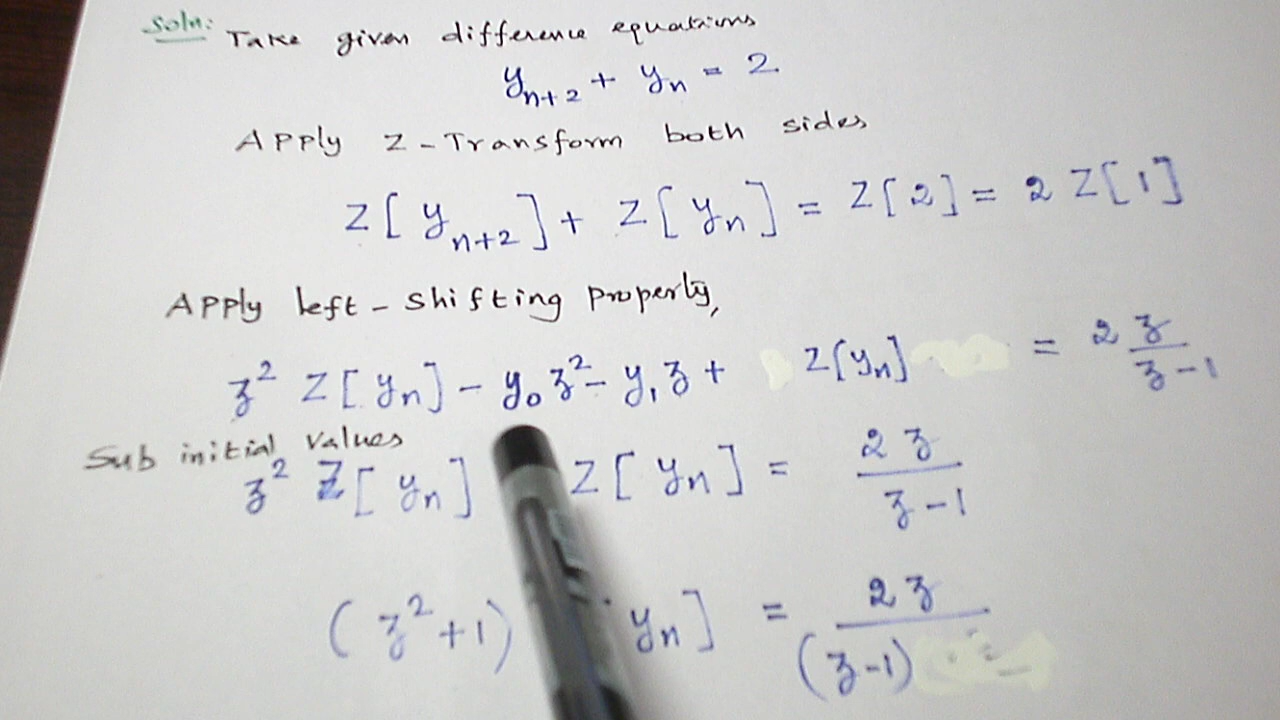 Soln:
Take given difference equations
y_{n+2} + y_n = 2
Apply Z-Transform both sides
Z[y_{n+2}] + Z[y_n] = Z[2] = 2 Z[1]
Apply left-shifting property,
z² Z[y_n] - y₀z² - y₁z + Z[y_n] = 2 z/(z-1)
Sub initial values
z² Z[y_n] Z[y_n] = 2z/(z-1)
(z²+1) y_n] = 2z/(z-1)